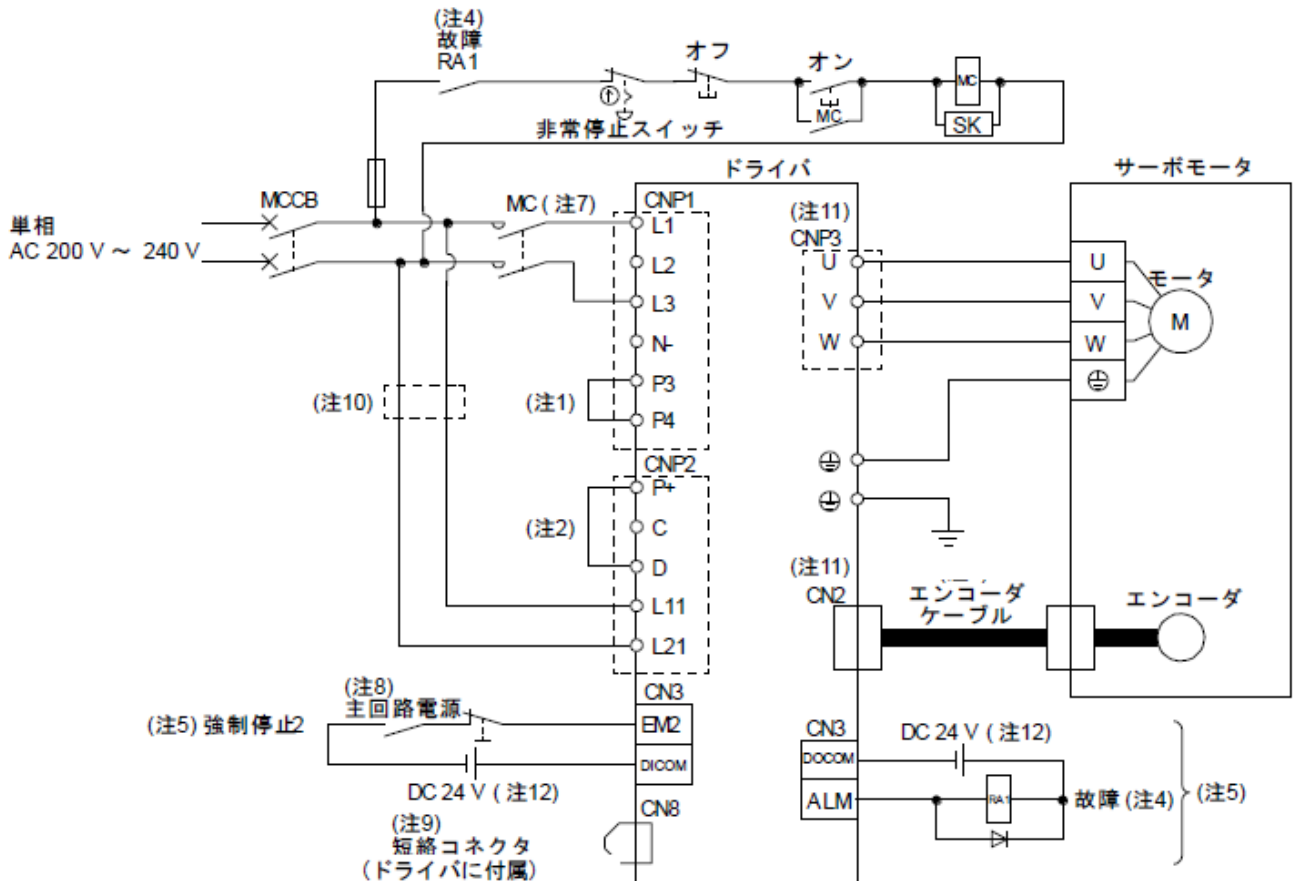 (注4)
故障
RA1
オフ
オン
MC
MC
SK
非常停止スイッチ
ドライバ
サーボモータ
MCCB
MC (注7)
CNP1
(注11)
CNP3
単相
AC 200 V ～ 240 V
L1
L2
L3
N-
P3
P4
U
V
W
U
V
W
モータ
M
(注10)
(注1)
CNP2
P+
(注2)
C
D
L11
L21
(注11)
CN2
エンコーダ
ケーブル
エンコーダ
(注8)
主回路電源
(注5) 強制停止2
CN3
EM2
DICOM
DC 24 V (注12)
CN3
DOCOM
ALM
DC 24 V (注12)
RA1
故障 (注4)
(注5)
CN8
(注9)
短絡コネクタ
(ドライバに付属)